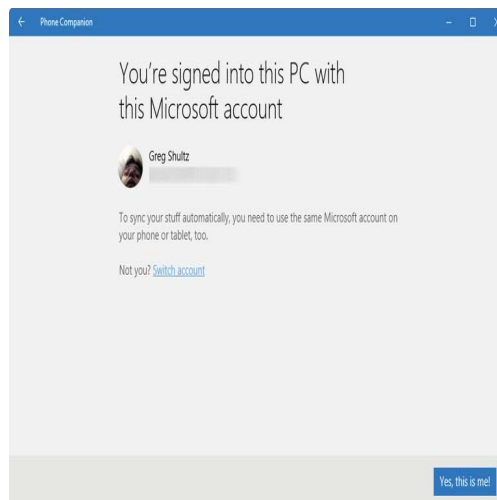 Phone Companion
You're signed into this PC with
this Microsoft account
Greg Shultz
To sync your stuff automatically, you need to use the same Microsoft account on
your phone or tablet, too.
Not you? Switch account
Yes, this is me!